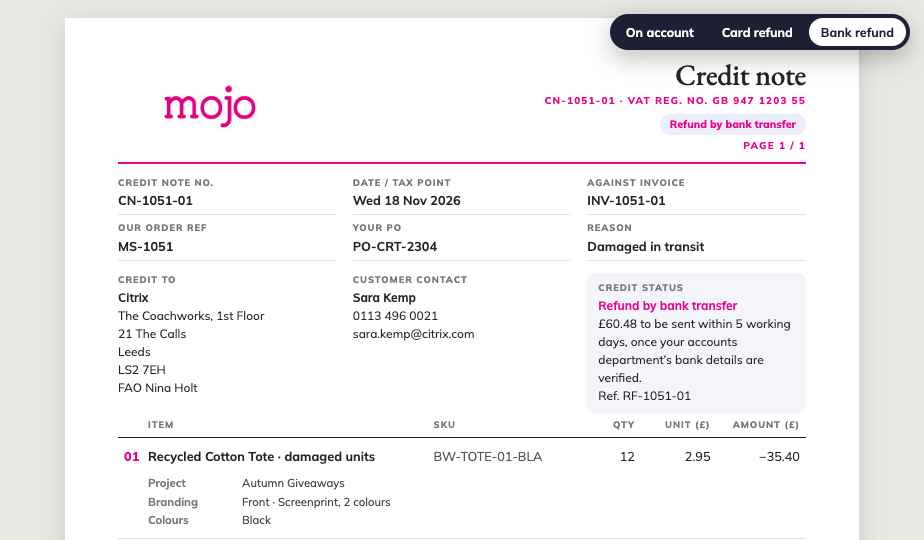 On account Card refund Bank refund
mojo
Credit note
CN-1051-01 · VAT REG. NO. GB 947 1203 55
Refund by bank transfer
PAGE 1 / 1
CREDIT NOTE NO. DATE / TAX POINT AGAINST INVOICE
CN-1051-01 Wed 18 Nov 2026 INV-1051-01
OUR ORDER REF YOUR PO REASON
MS-1051 PO-CRT-2304 Damaged in transit
CREDIT TO
Citrix
The Coachworks, 1st Floor
21 The Calls
Leeds
LS2 7EH
FAO Nina Holt
CUSTOMER CONTACT
Sara Kemp
0113 496 0021
sara.kemp@citrix.com
CREDIT STATUS
Refund by bank transfer
£60.48 to be sent within 5 working
days, once your accounts
department's bank details are
verified.
Ref. RF-1051-01
ITEM SKU QTY UNIT (£) AMOUNT (£)
01 Recycled Cotton Tote · damaged units BW-TOTE-01-BLA 12 2.95 −35.40
Project Autumn Giveaways
Branding Front · Screenprint, 2 colours
Colours Black